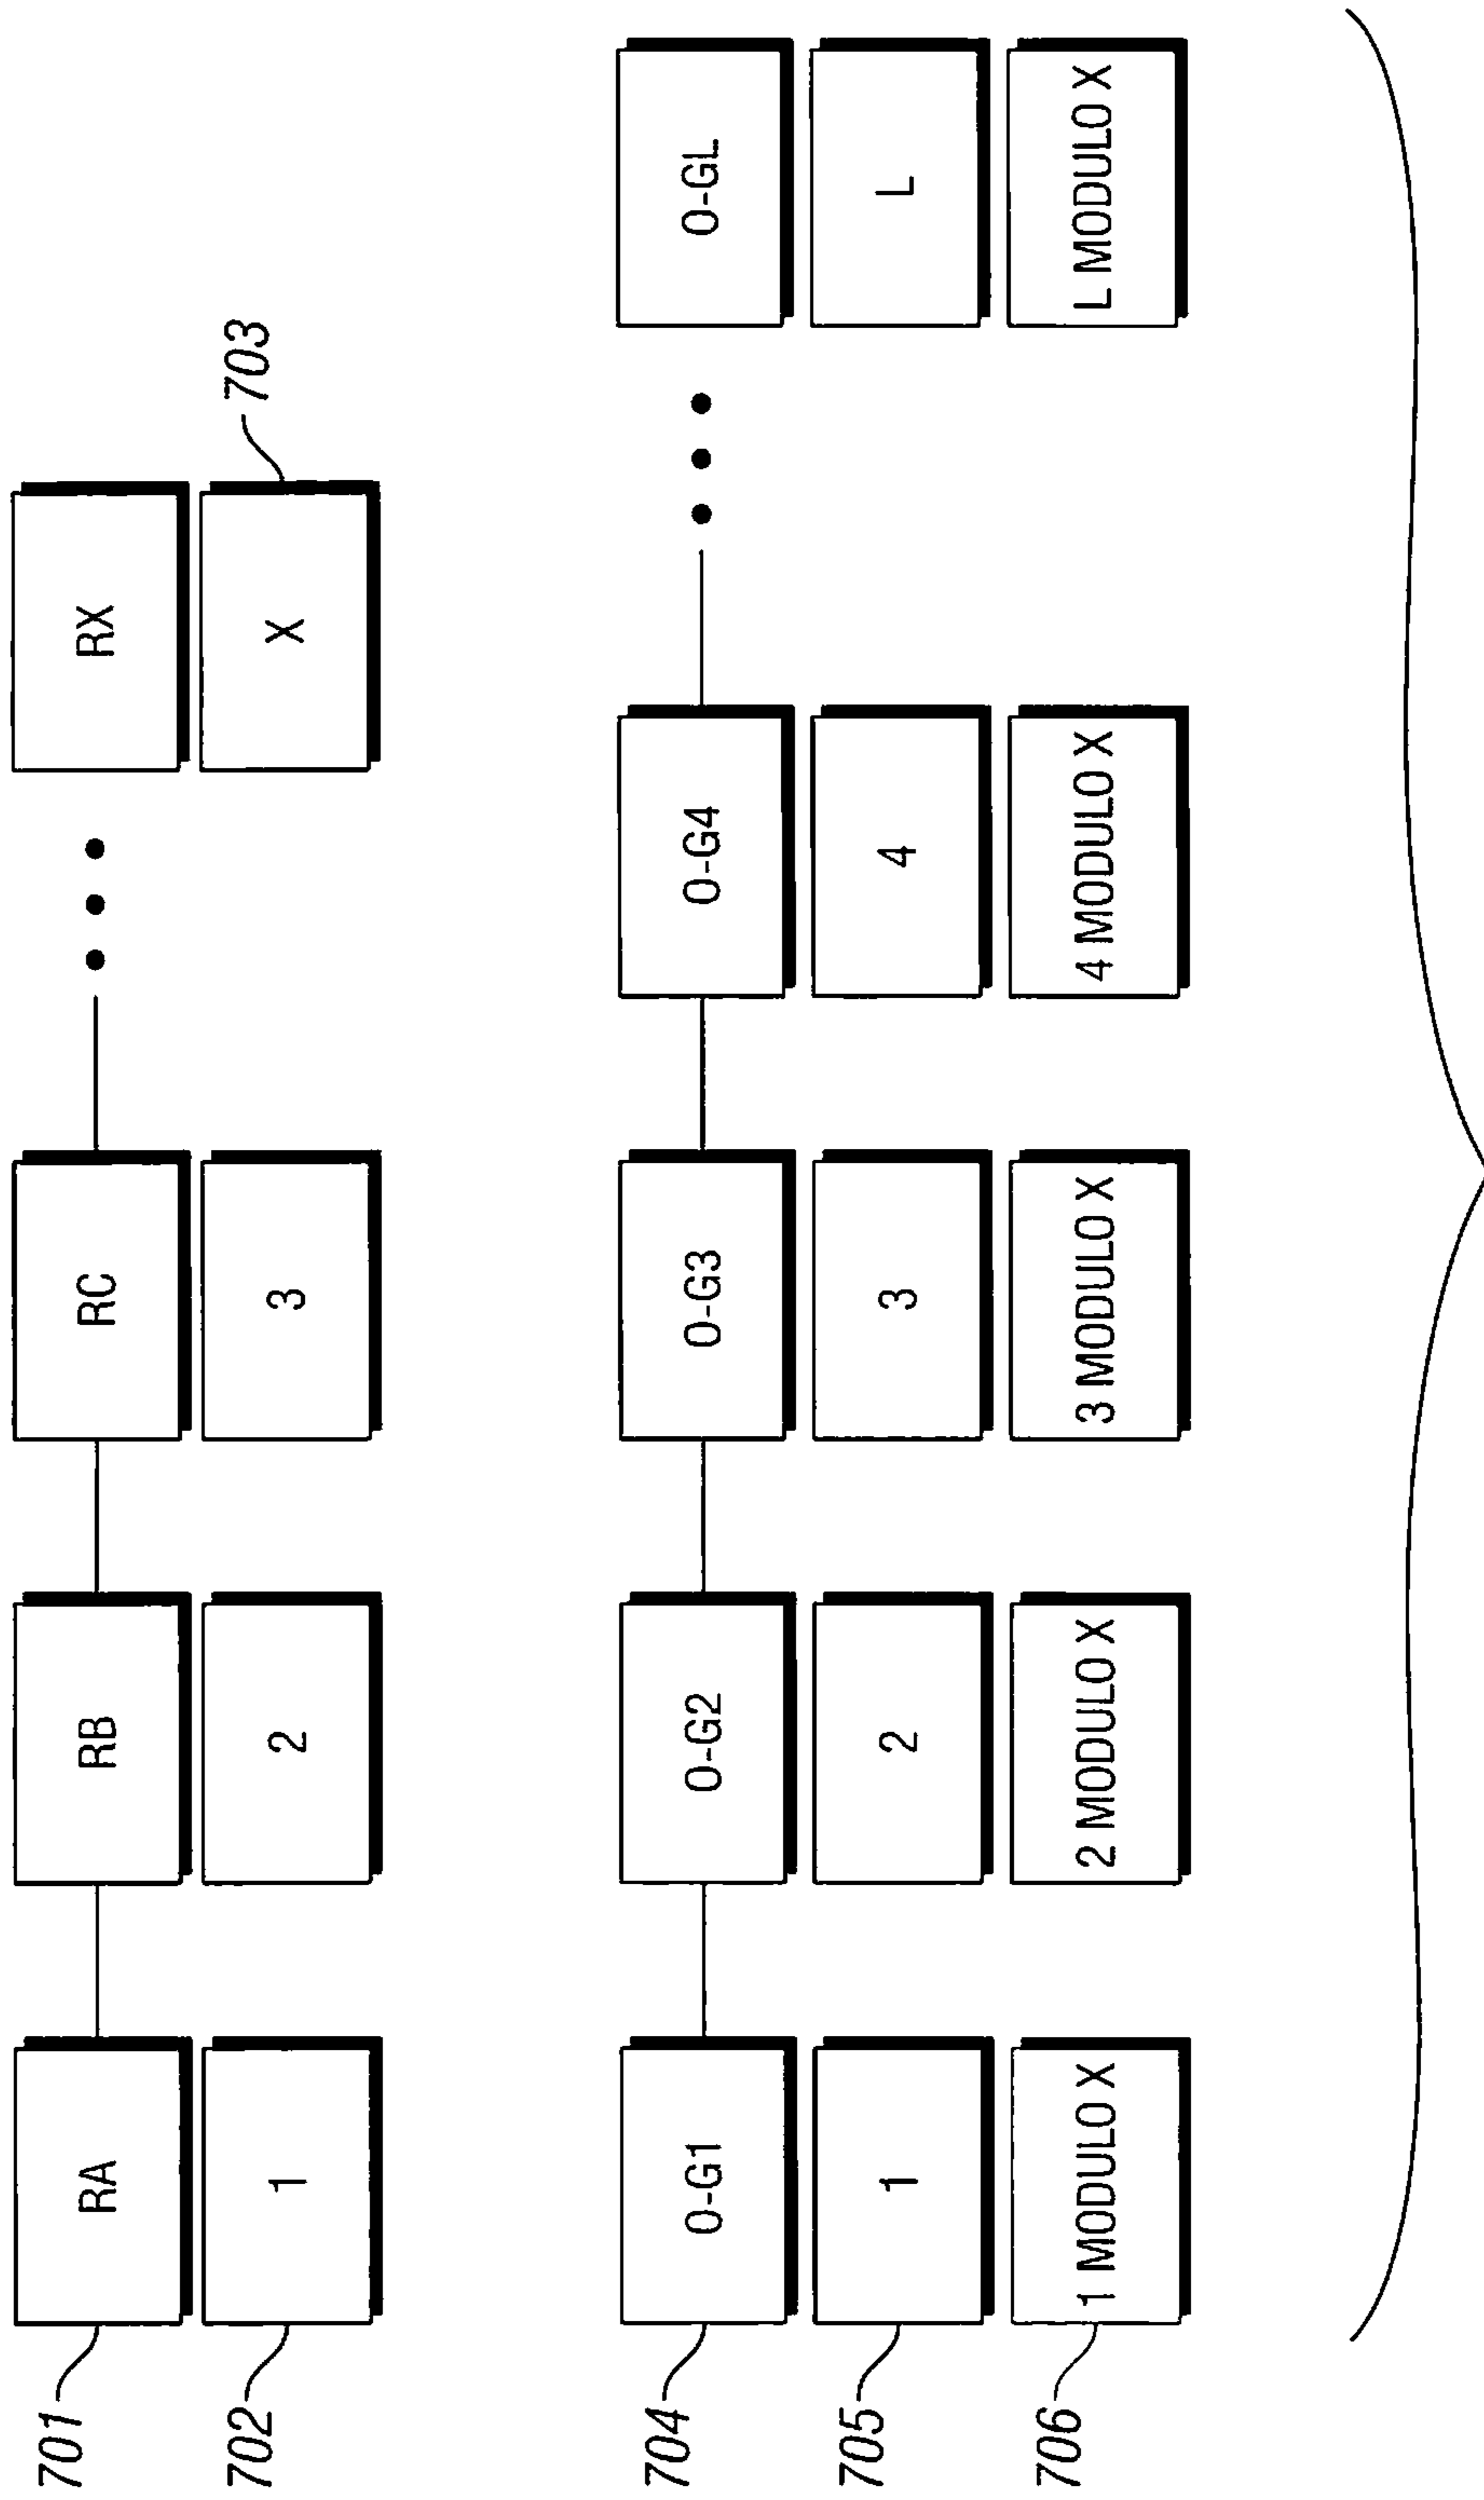 701
RA
RB
RC
RX
702
1
2
3
X
703
704
O-G1
O-G2
O-G3
O-G4
O-GL
705
1
2
3
4
L
706
1 MODULO X
2 MODULO X
3 MODULO X
4 MODULO X
L MODULO X